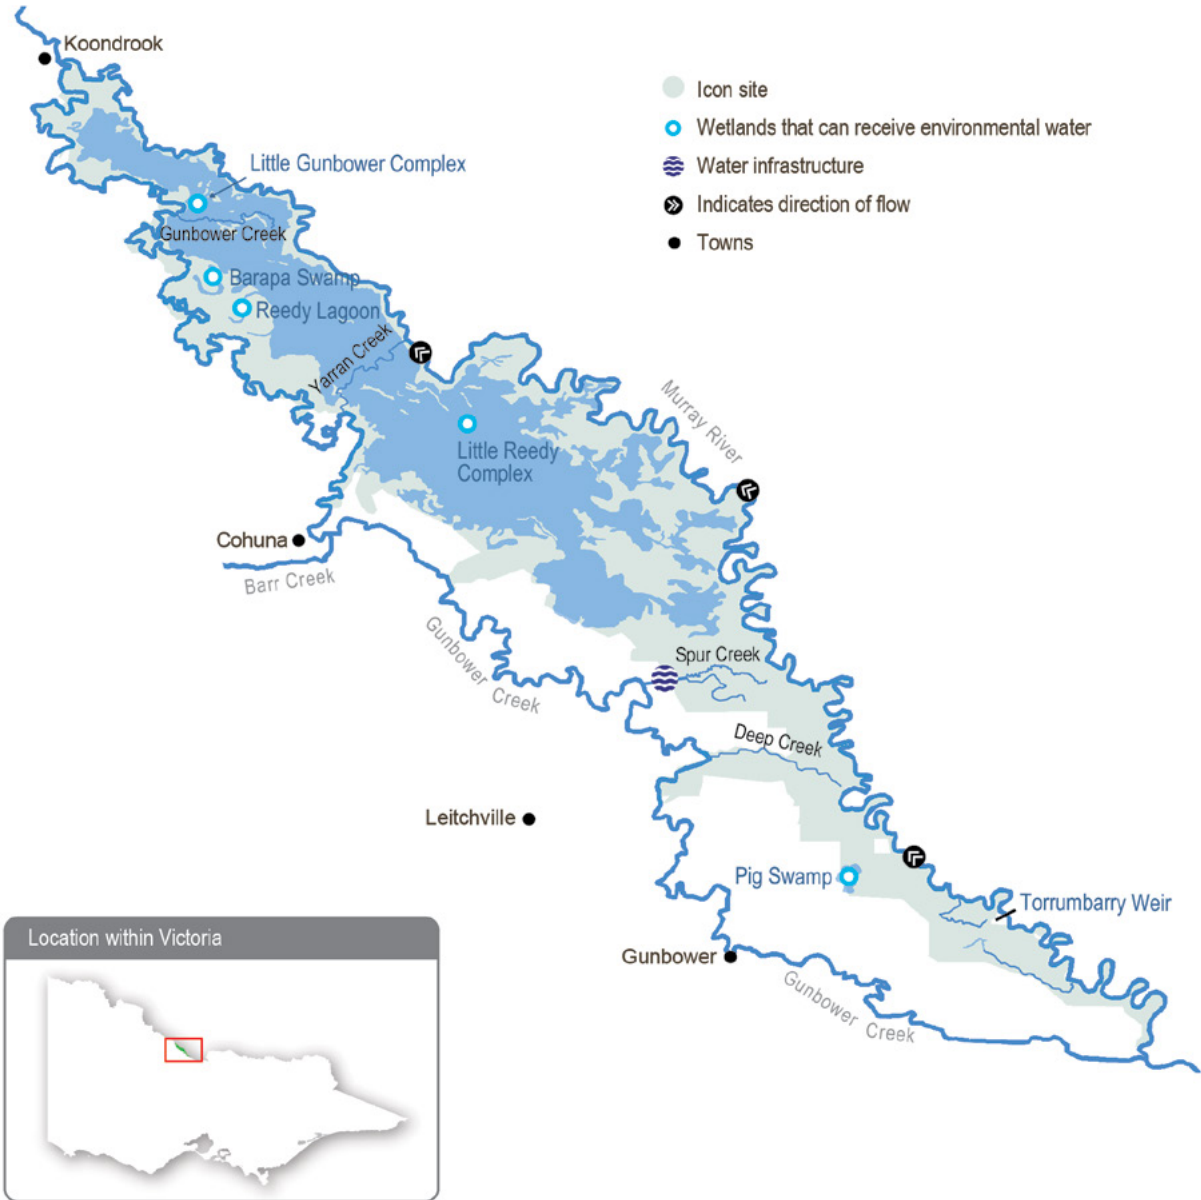 Koondrook
Icon site
Wetlands that can receive environmental water
Water infrastructure
Indicates direction of flow
Towns
Little Gunbower Complex
Gunbower Creek
Barapa Swamp
Reedy Lagoon
Yarran Creek
Murray River
Little Reedy
Complex
Cohuna
Barr Creek
Gunbower Creek
Spur Creek
Deep Creek
Leitchville
Pig Swamp
Torrumbarry Weir
Gunbower
Gunbower Creek
Location within Victoria